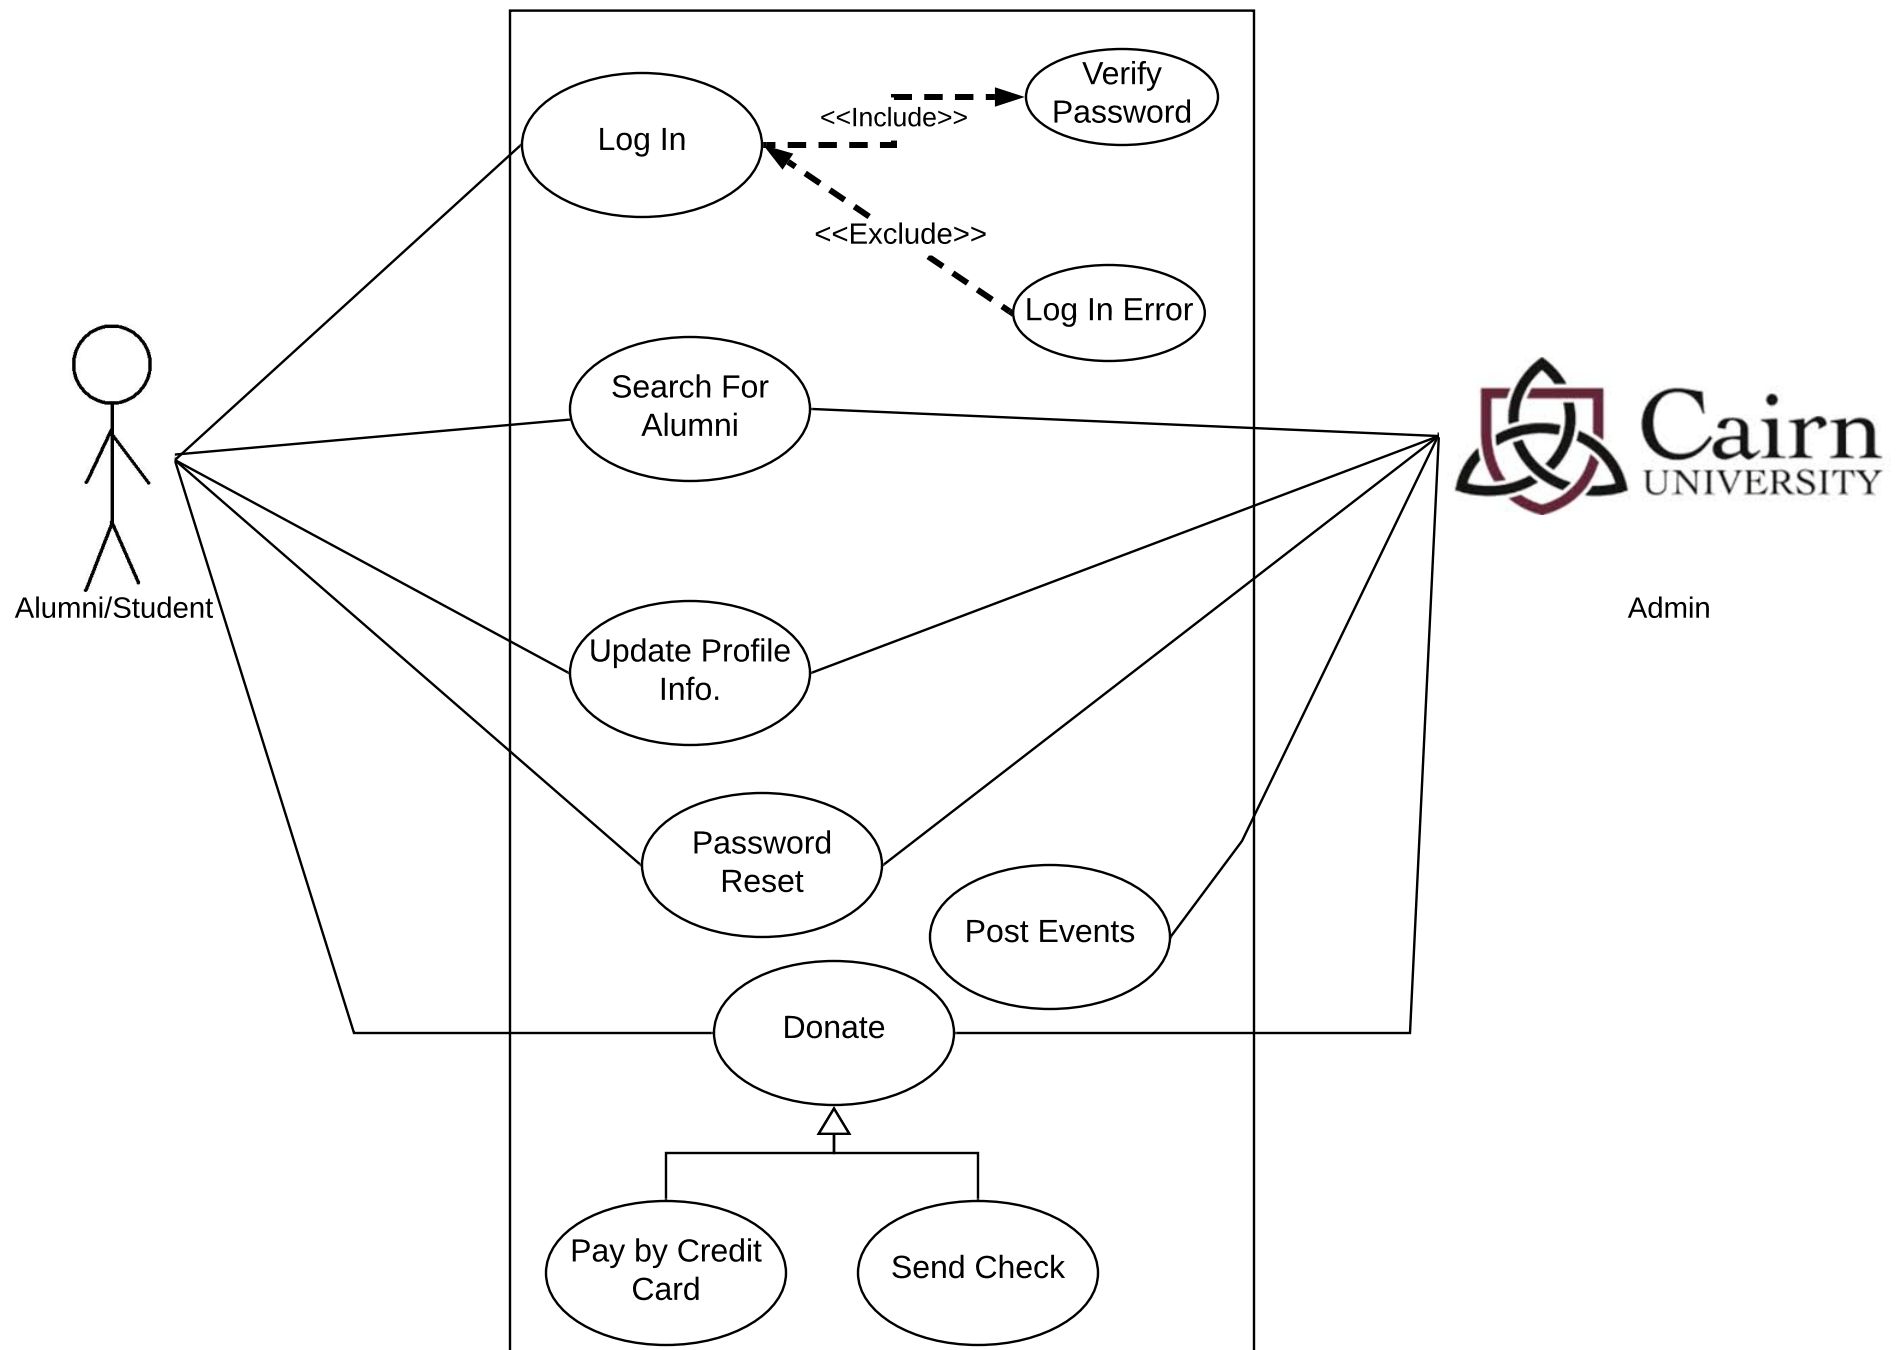 Verify
Password
<<Include>>
Log In
<<Exclude>>
Log In Error
Search For
Alumni
Cairn
UNIVERSITY
Alumni/Student
Admin
Update Profile
Info.
Password
Reset
Post Events
Donate
Pay by Credit
Card
Send Check